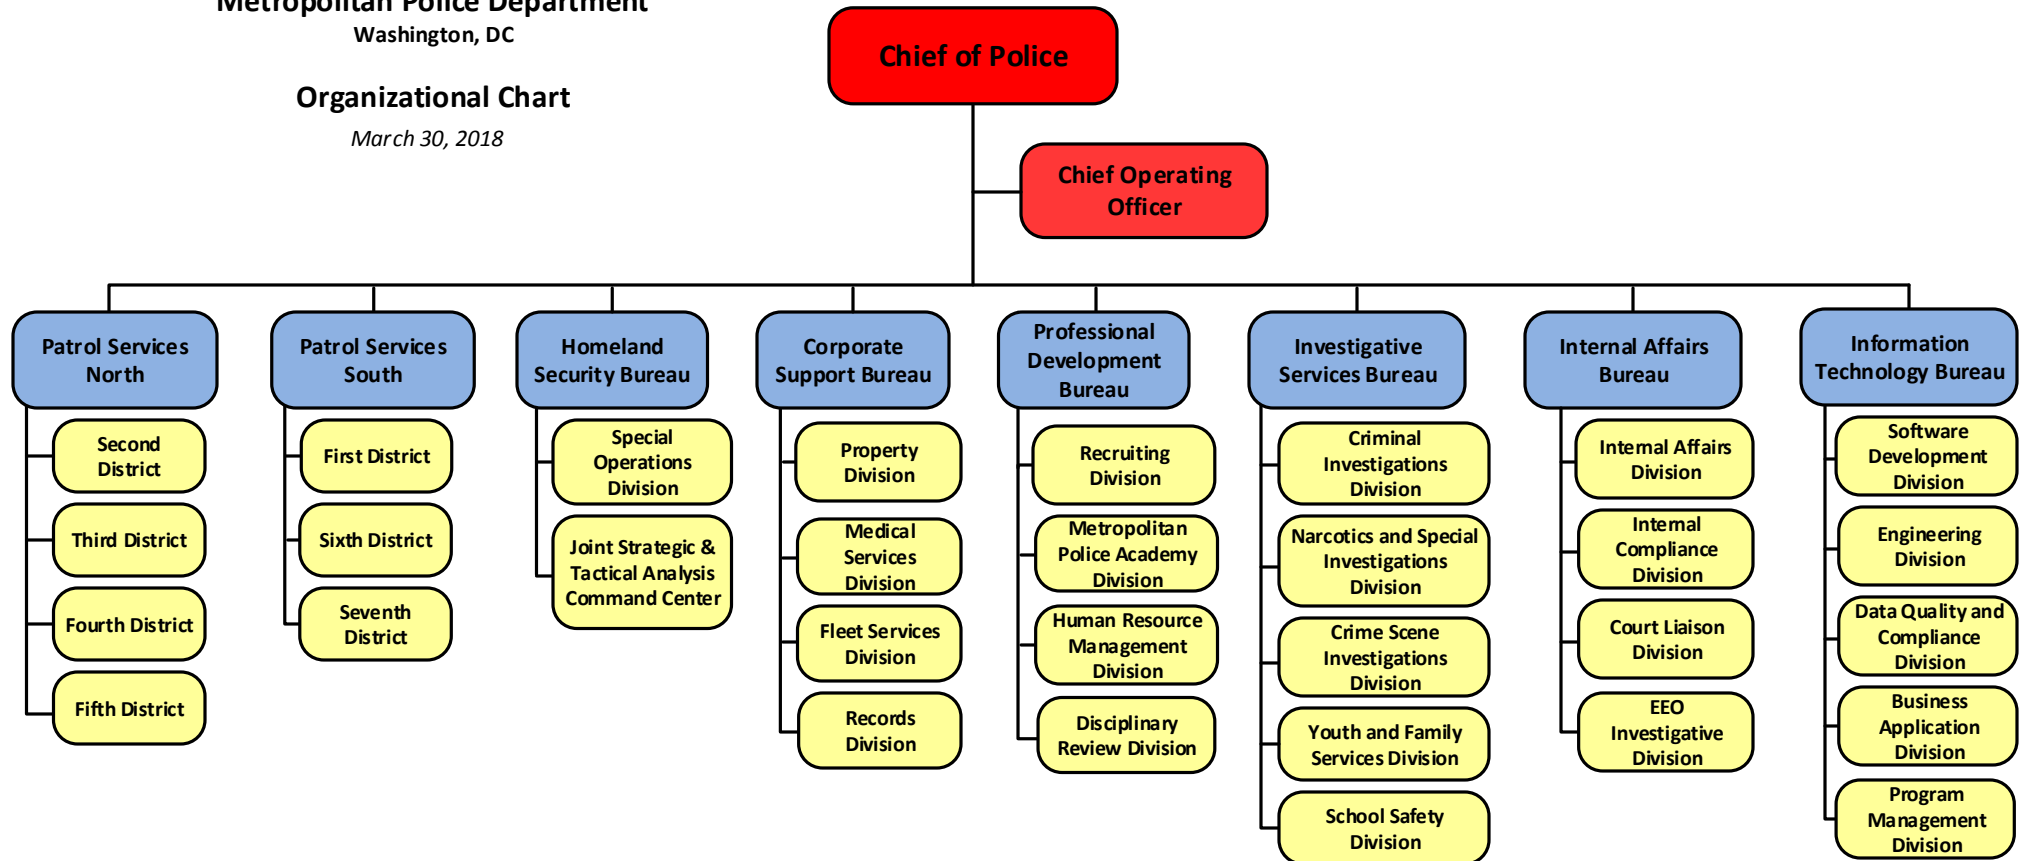 Metropolitan Police Department
Washington, DC
Organizational Chart
March 30, 2018
Chief of Police
Chief Operating
Officer
Patrol Services
North
Second
District
Third District
Fourth District
Fifth District
Patrol Services
South
First District
Sixth District
Seventh
District
Homeland
Security Bureau
Special
Operations
Division
Joint Strategic &
Tactical Analysis
Command Center
Corporate
Support Bureau
Property
Division
Medical
Services
Division
Fleet Services
Division
Records
Division
Professional
Development
Bureau
Recruiting
Division
Metropolitan
Police Academy
Division
Human Resource
Management
Division
Disciplinary
Review Division
Investigative
Services Bureau
Criminal
Investigations
Division
Narcotics and Special
Investigations
Division
Crime Scene
Investigations
Division
Youth and Family
Services Division
School Safety
Division
Internal Affairs
Bureau
Internal Affairs
Division
Internal
Compliance
Division
Court Liaison
Division
EEO
Investigative
Division
Information
Technology Bureau
Software
Development
Division
Engineering
Division
Data Quality and
Compliance
Division
Business
Application
Division
Program
Management
Division